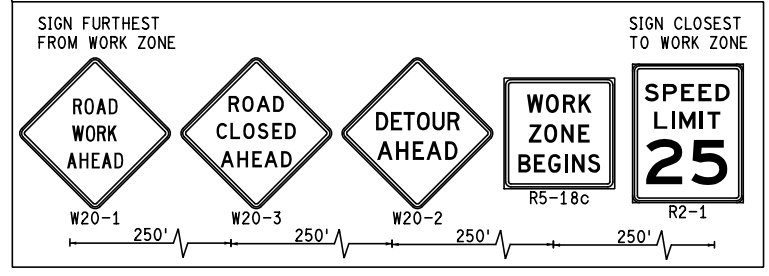 SIGN FURTHEST
FROM WORK ZONE
SIGN CLOSEST
TO WORK ZONE
ROAD
WORK
AHEAD
W20-1
ROAD
CLOSED
AHEAD
W20-3
DETOUR
AHEAD
W20-2
WORK
ZONE
BEGINS
R5-18c
SPEED
LIMIT
25
R2-1
250'
250'
250'
250'